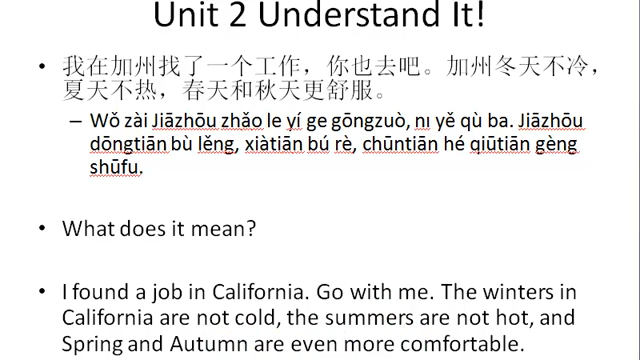 Unit 2 Understand It!
• 我在加州找了一个工作，你也去吧。加州冬天不冷，
夏天不热，春天和秋天更舒服。
– Wǒ zài Jiāzhōu zhǎo le yí ge gōngzuò, nı yě qù ba. Jiāzhōu
dōngtiān bù lěng, xiàtiān bú rè, chūntiān hé qiūtiān gèng
shūfu.
• What does it mean?
• I found a job in California. Go with me. The winters in
California are not cold, the summers are not hot, and
Spring and Autumn are even more comfortable.